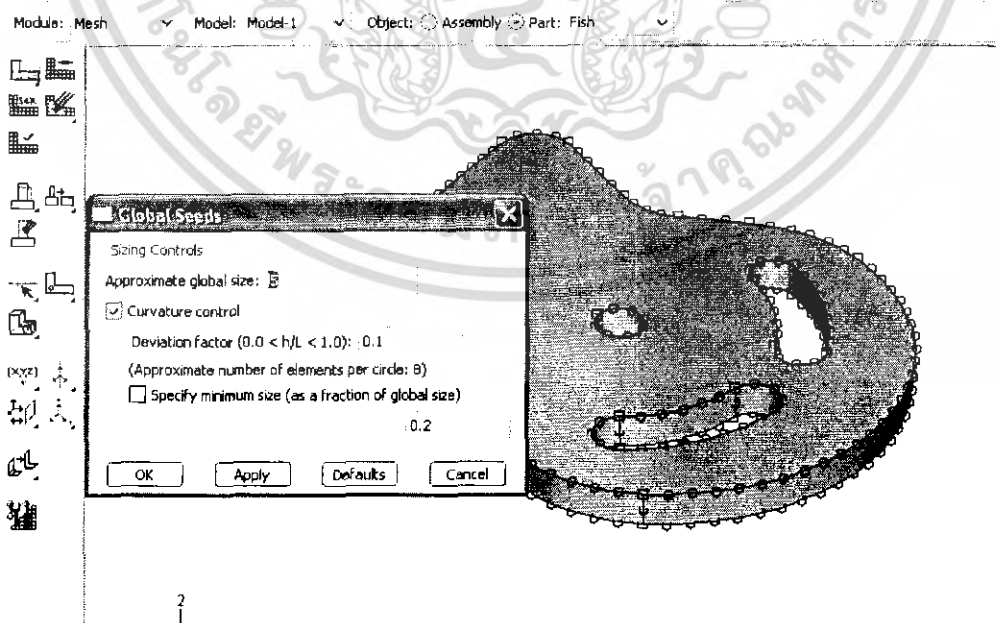 Module: Mesh Model: Model-1 Object: Assembly Part: Fish
Global Seeds
Sizing Controls
Approximate global size:
Curvature control
Deviation factor (0.0 < h/L < 1.0): 0.1
(Approximate number of elements per circle: 8)
Specify minimum size (as a fraction of global size)
0.2
OK Apply Defaults Cancel
2